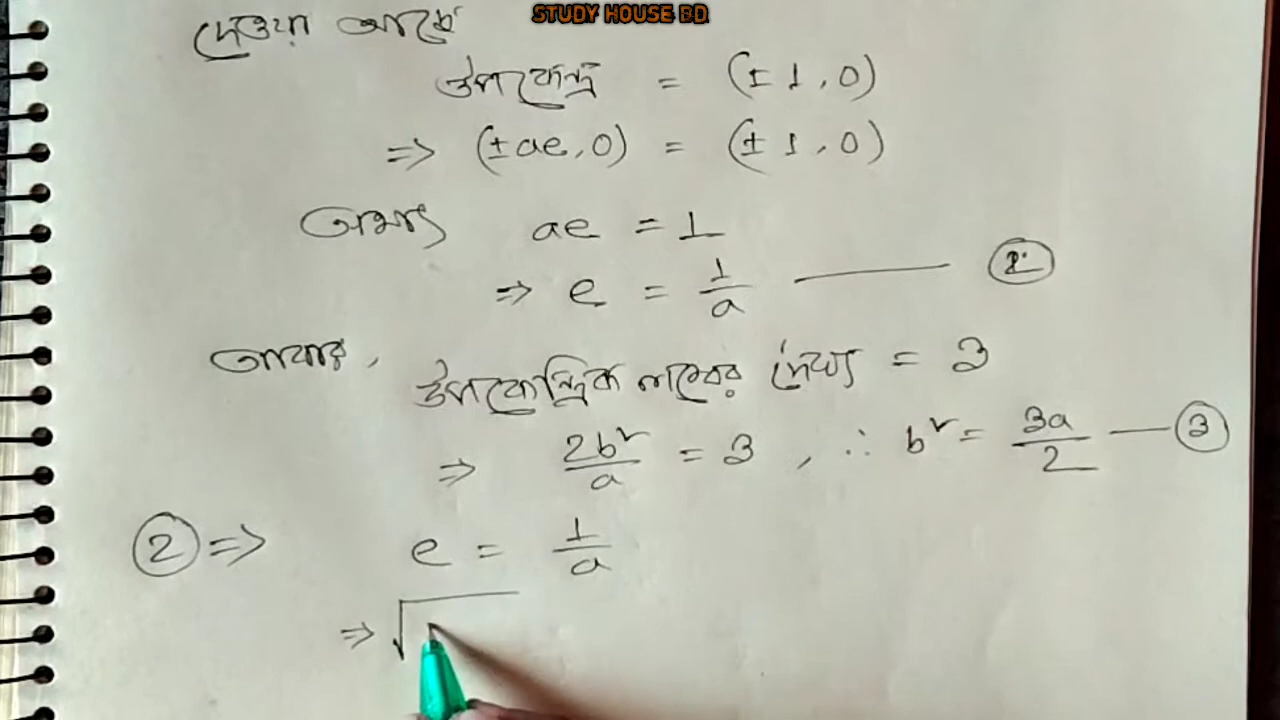 STUDY HOUSE BD
দেওয়া আছে
উপকেন্দ্র = (± 1, 0)
⇒ (±ae, 0) = (± 1, 0)
অর্থাৎ ae = 1
⇒ e = 1/a —— 2
আবার, উপকেন্দ্রিক লম্বের দৈর্ঘ্য = 3
⇒ 2b²/a = 3, ∴ b² = 3a/2 — 3
2 ⇒ e = 1/a
⇒ √